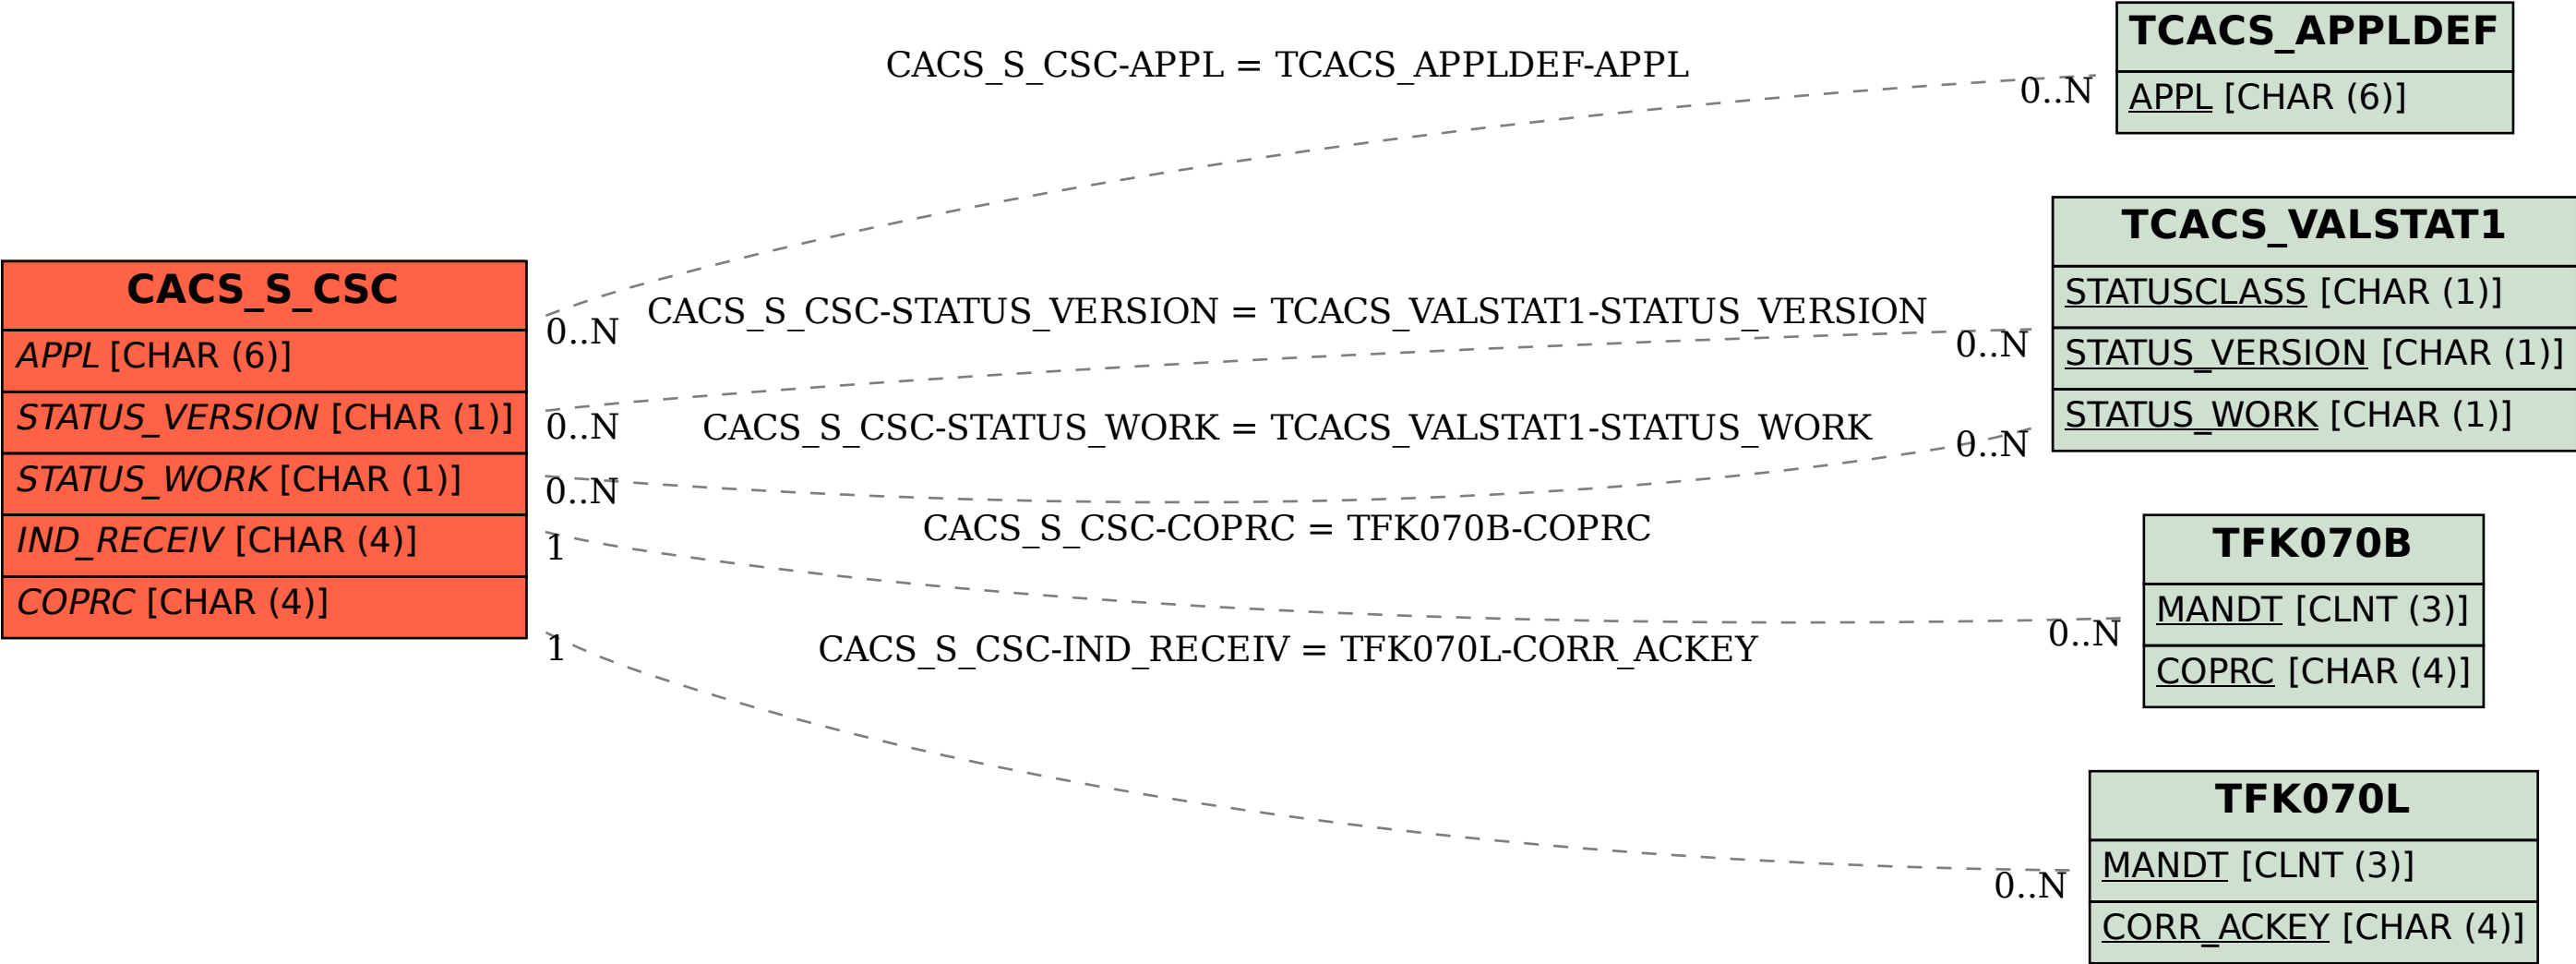 CACS_S_CSC
APPL [CHAR (6)]
STATUS_VERSION [CHAR (1)]
STATUS_WORK [CHAR (1)]
IND_RECEIV [CHAR (4)]
COPRC [CHAR (4)]
CACS_S_CSC-APPL = TCACS_APPLDEF-APPL
0..N
0..N
CACS_S_CSC-STATUS_VERSION = TCACS_VALSTAT1-STATUS_VERSION
0..N
0..N
CACS_S_CSC-STATUS_WORK = TCACS_VALSTAT1-STATUS_WORK
0..N
0..N
CACS_S_CSC-COPRC = TFK070B-COPRC
1
0..N
CACS_S_CSC-IND_RECEIV = TFK070L-CORR_ACKEY
1
0..N
TCACS_APPLDEF
APPL [CHAR (6)]
TCACS_VALSTAT1
STATUSCLASS [CHAR (1)]
STATUS_VERSION [CHAR (1)]
STATUS_WORK [CHAR (1)]
TFK070B
MANDT [CLNT (3)]
COPRC [CHAR (4)]
TFK070L
MANDT [CLNT (3)]
CORR_ACKEY [CHAR (4)]